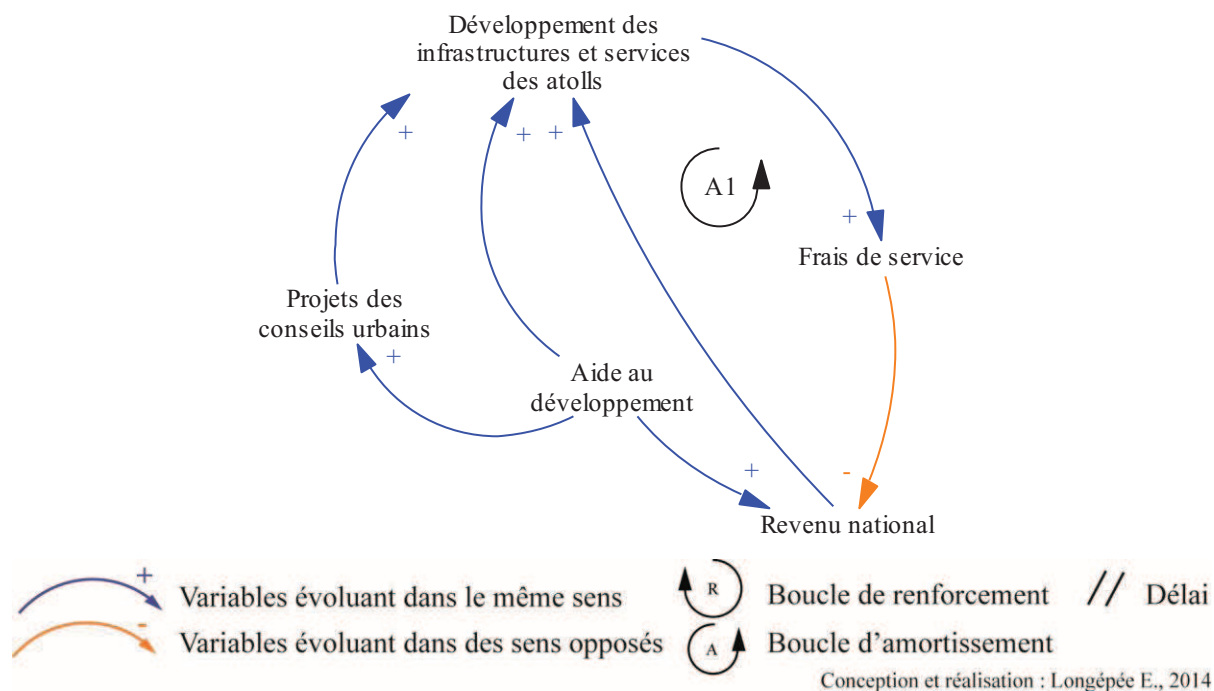 Développement des
infrastructures et services
des atolls
+
+ +
A1
+
Frais de service
Projets des
conseils urbains
+
Aide au
développement
+
-
Revenu national
+
Variables évoluant dans le même sens
R
Boucle de renforcement
// Délai
-
Variables évoluant dans des sens opposés
A
Boucle d'amortissement
Conception et réalisation : Longépée E., 2014